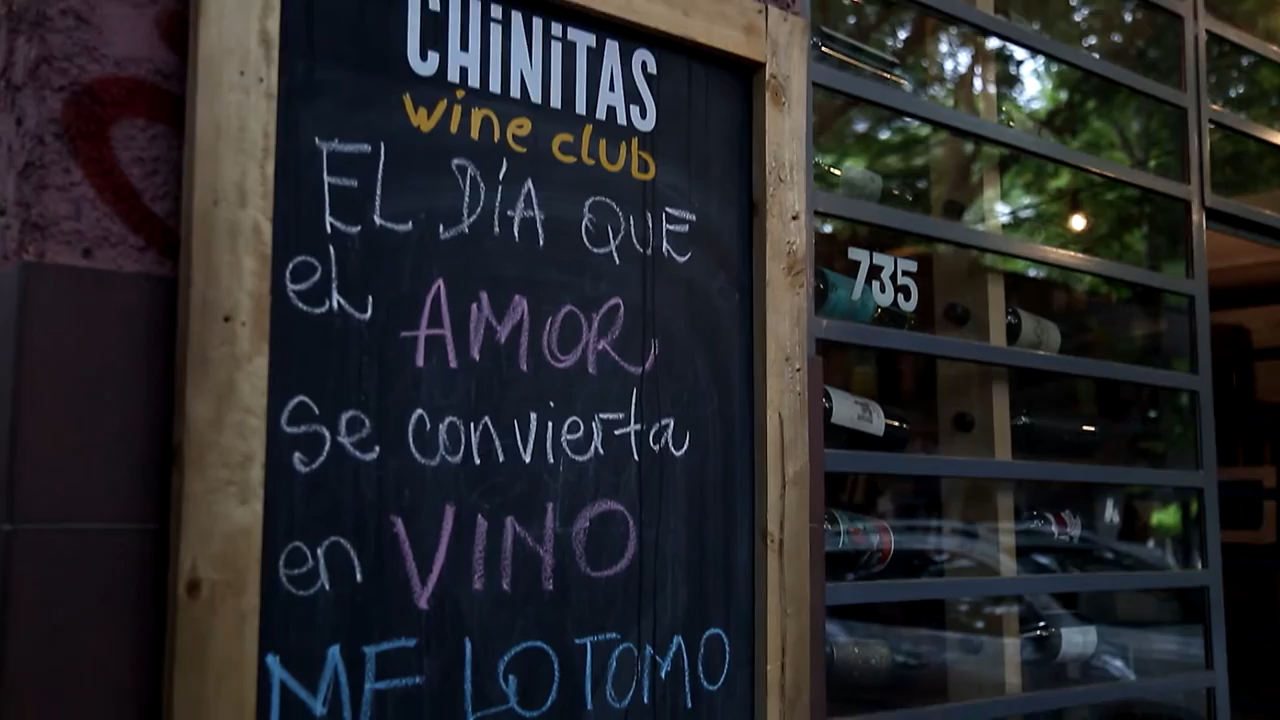 CHiNiTAS
wine club
EL DÍA QUE
el AMOR
se convierta
en VINO
ME LO TOMO
735